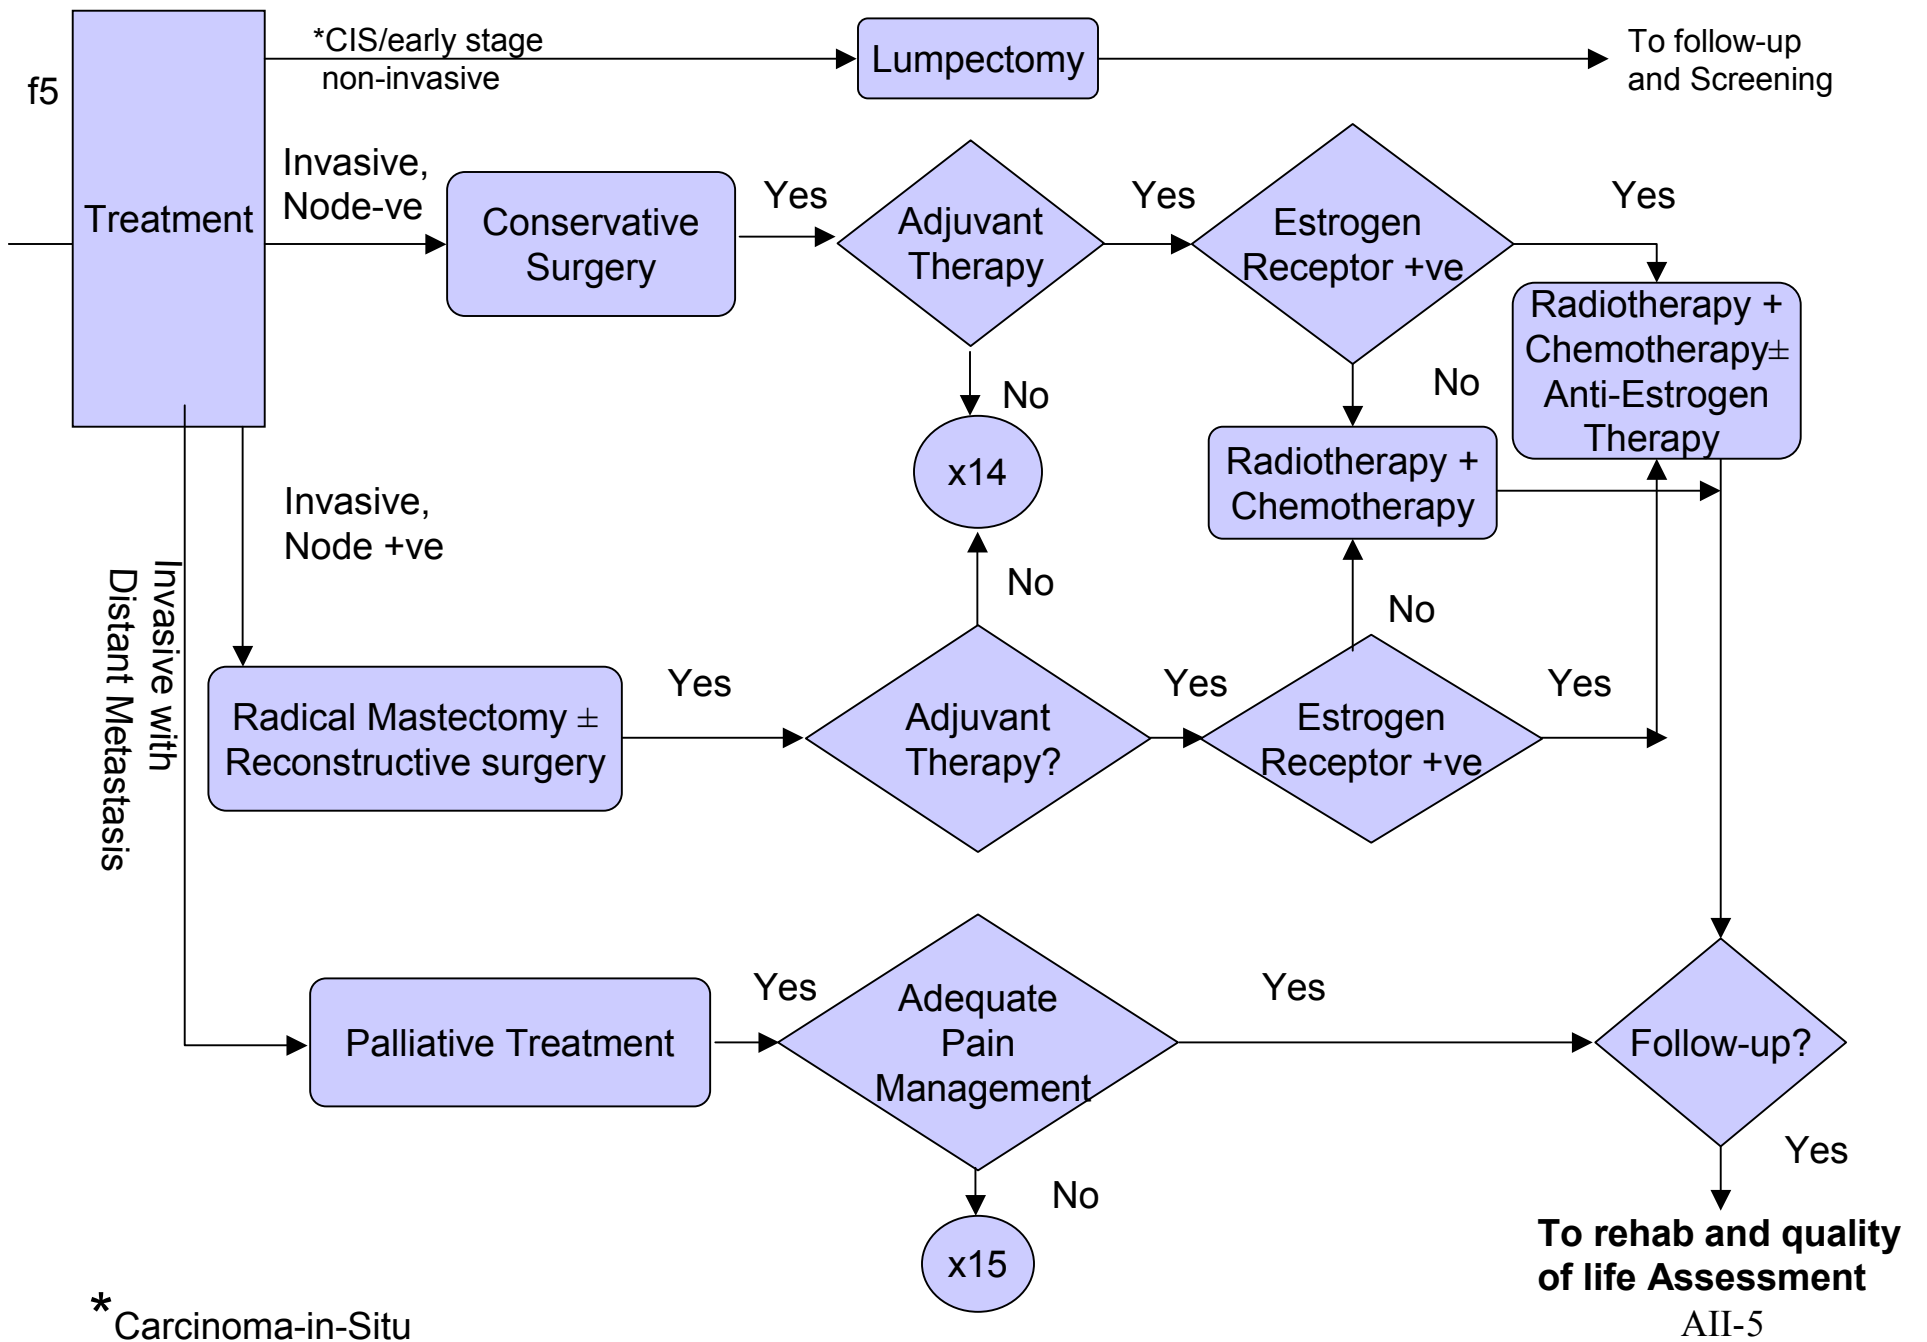 *CIS/early stage
non-invasive
Lumpectomy
To follow-up
and Screening
f5
Treatment
Invasive,
Node-ve
Conservative
Surgery
Yes
Adjuvant
Therapy
Yes
Estrogen
Receptor +ve
Yes
Radiotherapy +
Chemotherapy±
Anti-Estrogen
Therapy
No
No
x14
Radiotherapy +
Chemotherapy
Invasive,
Node +ve
Invasive with
Distant Metastasis
No
No
Radical Mastectomy ±
Reconstructive surgery
Yes
Adjuvant
Therapy?
Yes
Estrogen
Receptor +ve
Yes
Palliative Treatment
Yes
Adequate
Pain
Management
Yes
Follow-up?
No
Yes
x15
To rehab and quality
of life Assessment
*Carcinoma-in-Situ
AII-5